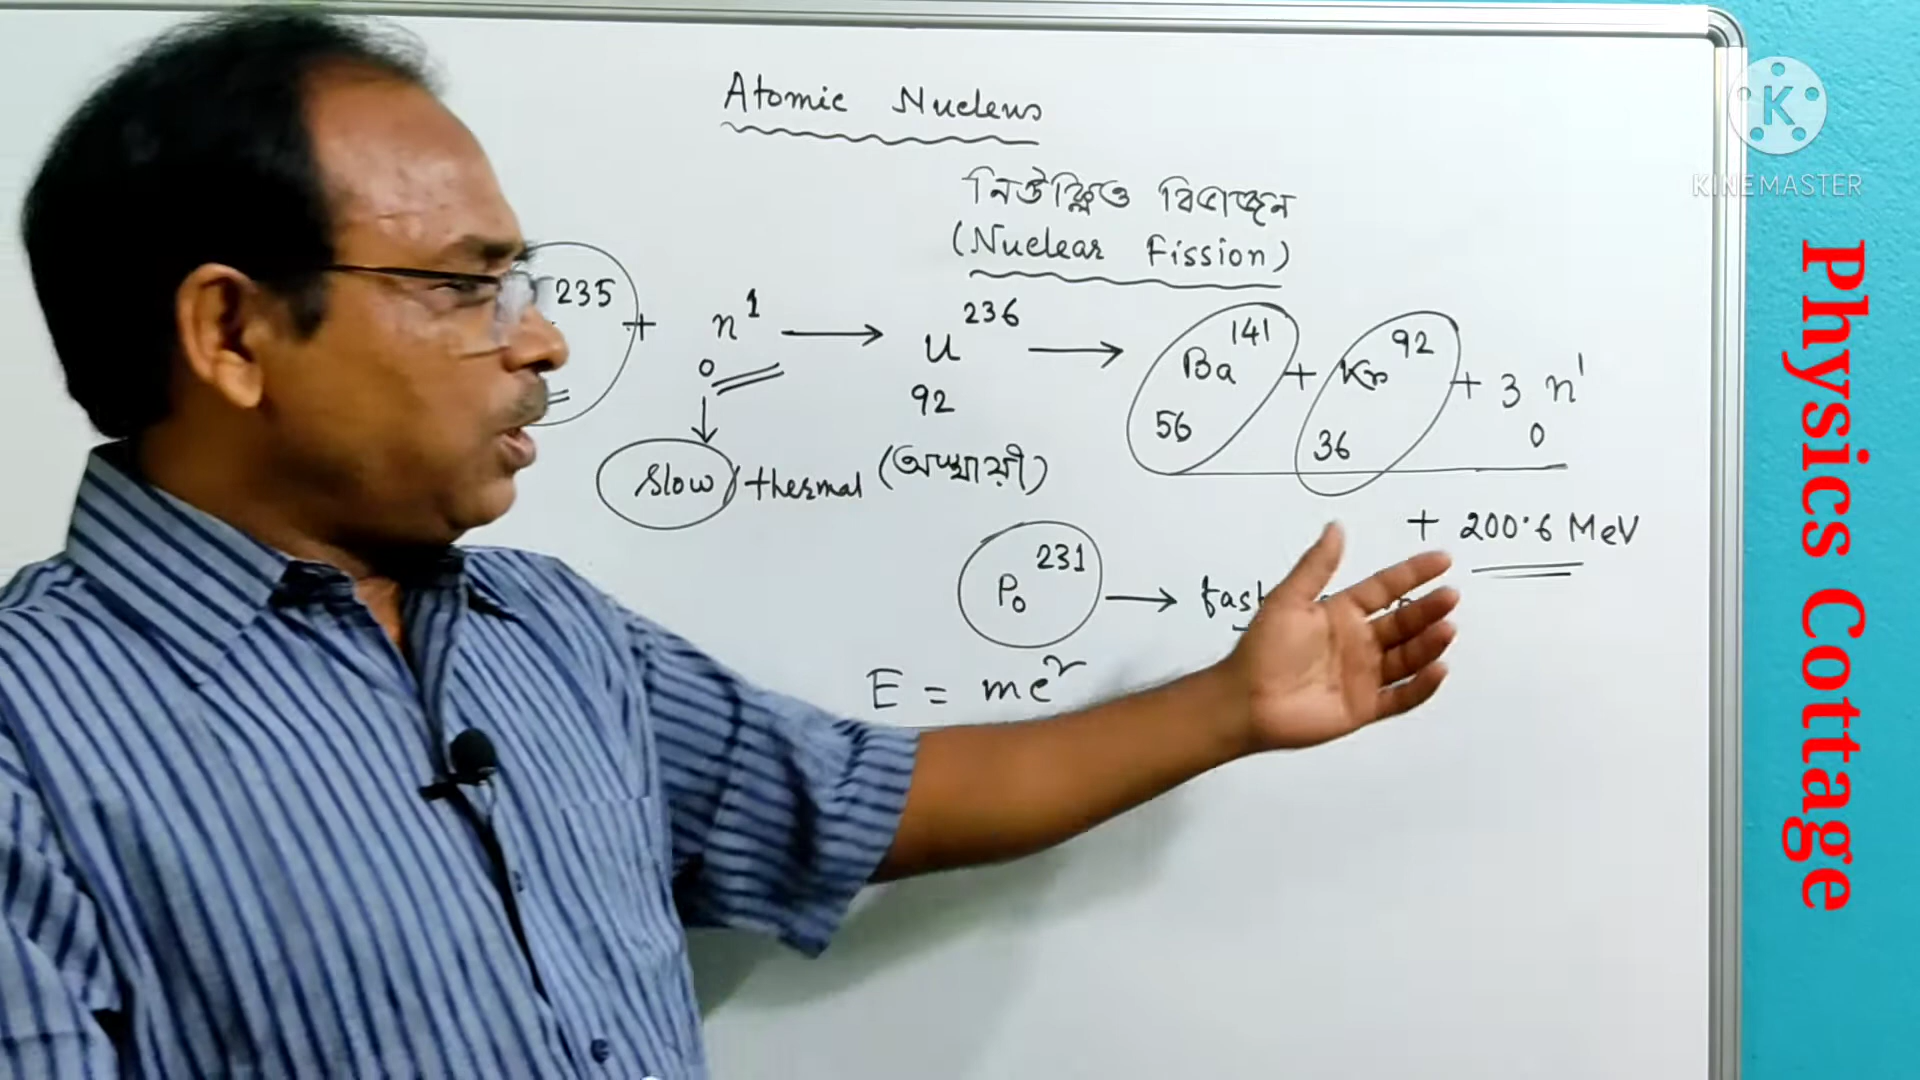 Atomic Nucleus
নিউক্লিও বিভাজন
(Nuclear Fission)
235 + n 1 → U 236 → Ba 141 + Kr 92 + 3 n 1
0 92 56 36 0
Slow / thermal (অস্থায়ী)
+ 200.6 MeV
Po 231 → fast
E = mc²
K
KINEMASTER
Physics Cottage